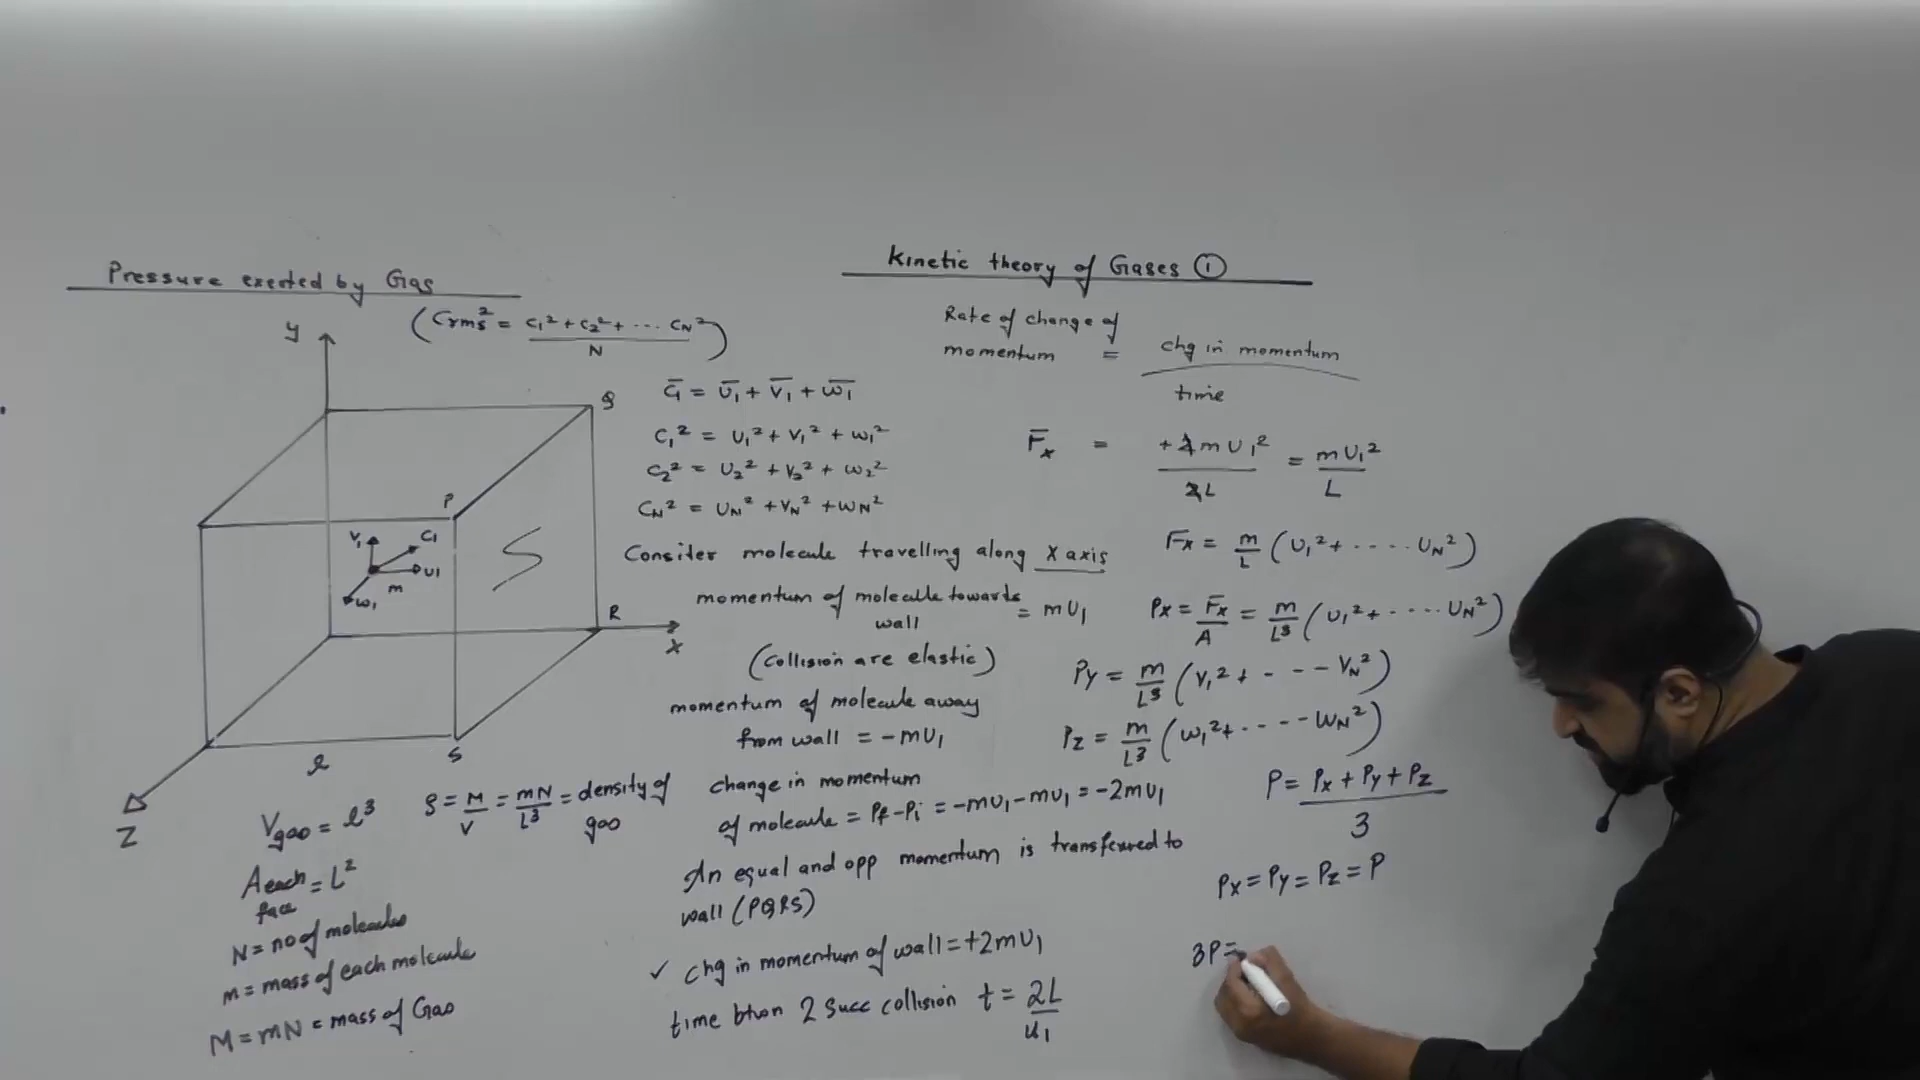 Pressure exerted by Gas
(Crms² = C₁² + C₂² + ... CN² / N)
y
Q
P
V₁
C₁
U₁
m
W₁
S
R
X
S
l
Z
Vgas = l³
A each face = L²
N = no of molecules
m = mass of each molecule
M = mN = mass of Gas
ρ = M/V = mN/L³ = density of gas
C̄₁ = Ū₁ + V̄₁ + W̄₁
C₁² = U₁² + V₁² + W₁²
C₂² = U₂² + V₂² + W₂²
CN² = UN² + VN² + WN²
Consider molecule travelling along X axis
momentum of molecule towards
wall = mU₁
(Collision are elastic)
momentum of molecule away
from wall = -mU₁
change in momentum
of molecule = Pf - Pi = -mU₁ - mU₁ = -2mU₁
An equal and opp momentum is transferred to
wall (PQRS)
✓ chg in momentum of wall = +2mU₁
time btwn 2 succ collision t = 2L/u₁
Kinetic theory of Gases ①
Rate of change of
momentum = chg in momentum / time
F̄x = +2mU₁² / 2L = mU₁² / L
F̄x = m/L (U₁² + .... UN²)
Px = F̄x/A = m/L³ (U₁² + .... UN²)
Py = m/L³ (V₁² + - - - VN²)
Pz = m/L³ (W₁² + - - - - WN²)
P = Px + Py + Pz / 3
Px = Py = Pz = P
3P =